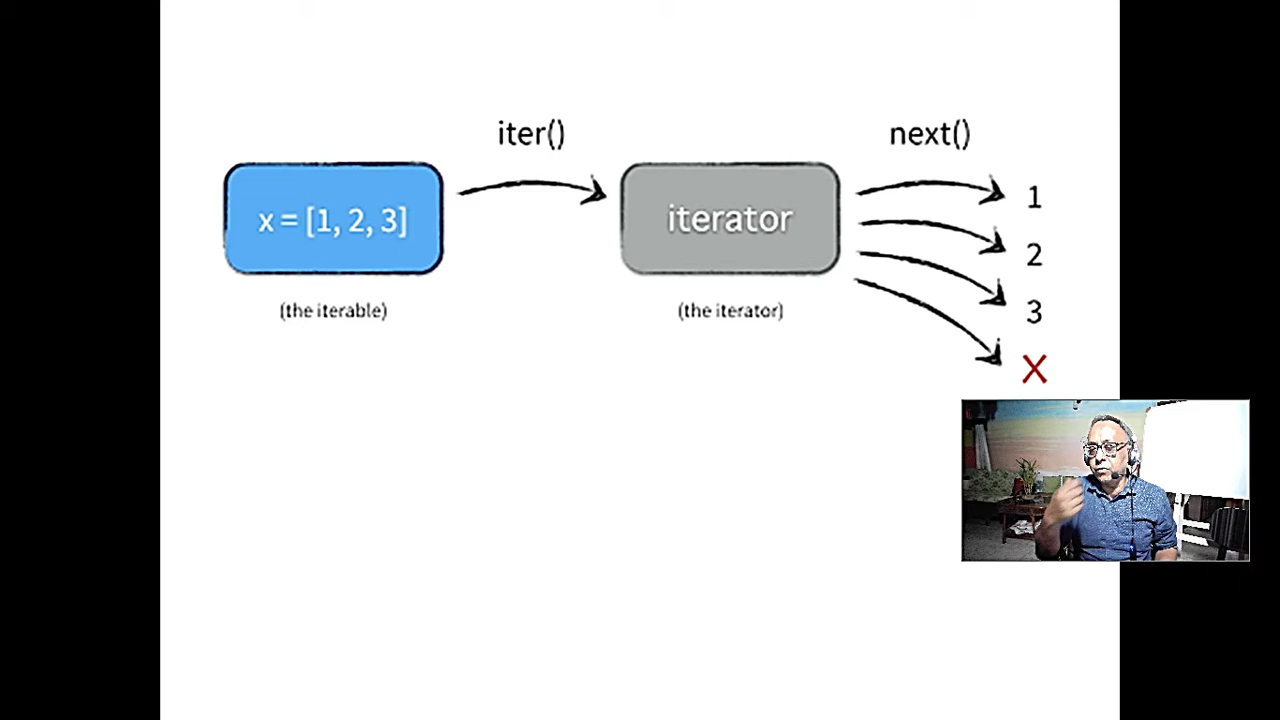 iter()
next()
x = [1, 2, 3]
iterator
1
2
3
X
(the iterable)
(the iterator)